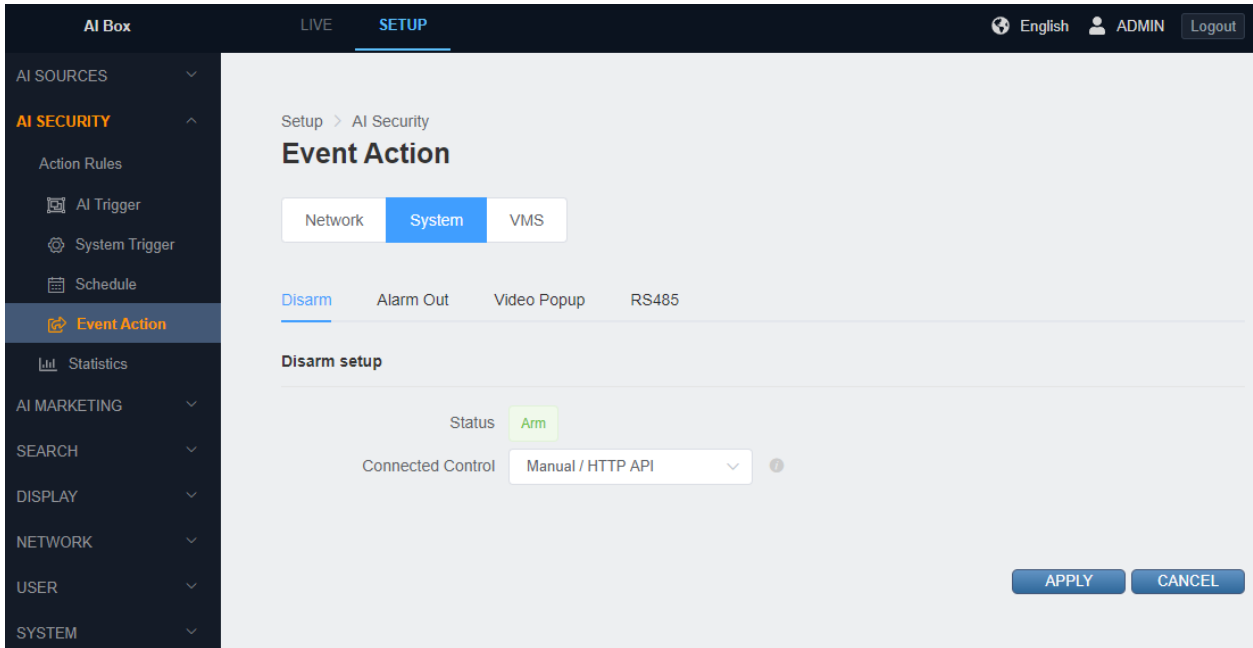 AI Box
LIVE
SETUP
English
ADMIN
Logout
AI SOURCES
AI SECURITY
Action Rules
AI Trigger
System Trigger
Schedule
Event Action
Statistics
AI MARKETING
SEARCH
DISPLAY
NETWORK
USER
SYSTEM
Setup > AI Security
Event Action
Network
System
VMS
Disarm
Alarm Out
Video Popup
RS485
Disarm setup
Status
Arm
Connected Control
Manual / HTTP API
APPLY
CANCEL